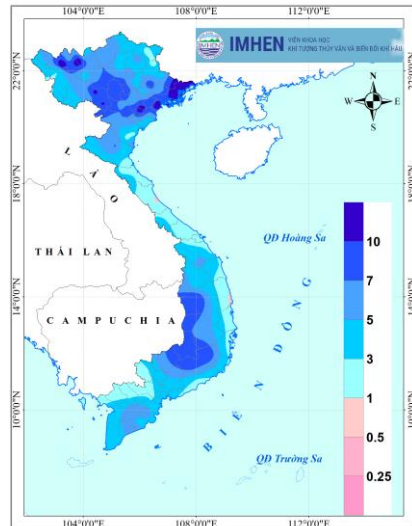 104°0'0"E 108°0'0"E 112°0'0"E
IMHEN
VIỆN KHOA HỌC
KHÍ TƯỢNG THỦY VĂN VÀ BIẾN ĐỔI KHÍ HẬU
22°0'0"N
N
W E
S
LÀO
18°0'0"N
THÁI LAN
QĐ Hoàng Sa
14°0'0"N
CAMPUCHIA
BIỂN ĐÔNG
10°0'0"N
QĐ Trường Sa
10
7
5
3
1
0.5
0.25
104°0'0"E 108°0'0"E 112°0'0"E